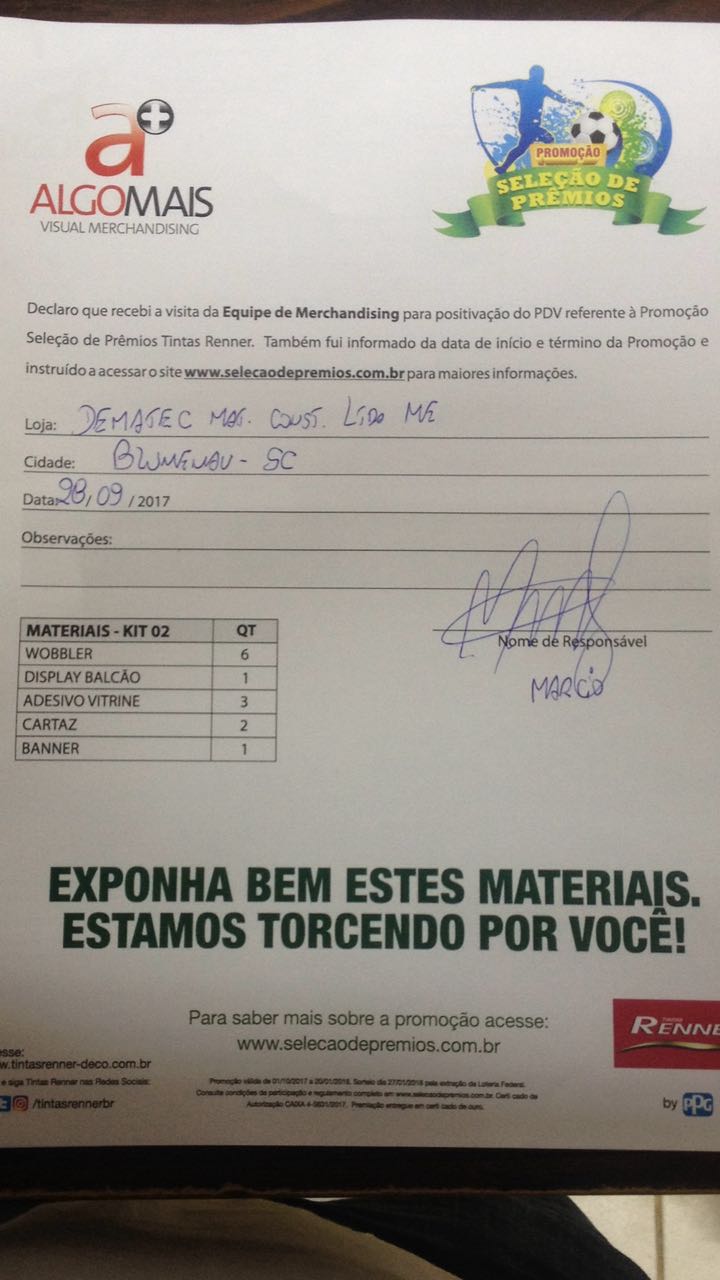 a+
ALGOMAIS
VISUAL MERCHANDISING
PROMOÇÃO
SELEÇÃO DE
PRÊMIOS
Declaro que recebi a visita da Equipe de Merchandising para positivação do PDV referente à Promoção
Seleção de Prêmios Tintas Renner. Também fui informado da data de início e término da Promoção e
instruído a acessar o site www.selecaodepremios.com.br para maiores informações.
Loja: DEMATEC MAT. CONST. LTDA ME
Cidade: BLUMENAU - SC
Data: 28/09/2017
Observações:
Nome de Responsável
MARCIO
MATERIAIS - KIT 02 QT
WOBBLER 6
DISPLAY BALCÃO 1
ADESIVO VITRINE 3
CARTAZ 2
BANNER 1
EXPONHA BEM ESTES MATERIAIS.
ESTAMOS TORCENDO POR VOCÊ!
Para saber mais sobre a promoção acesse:
www.selecaodepremios.com.br
TINTAS
RENNE
esse:
w.tintasrenner-deco.com.br
e siga Tintas Renner nas Redes Sociais:
/tintasrennerbr
Promoção válida de 01/10/2017 a 20/01/2018. Sorteio dia 27/01/2018 pela extração da Loteria Federal.
Consulte condições de participação e regulamento completo em www.selecaodepremios.com.br. Certificado de
Autorização CAIXA Premiação entregue em certificado de ouro.
by PPG